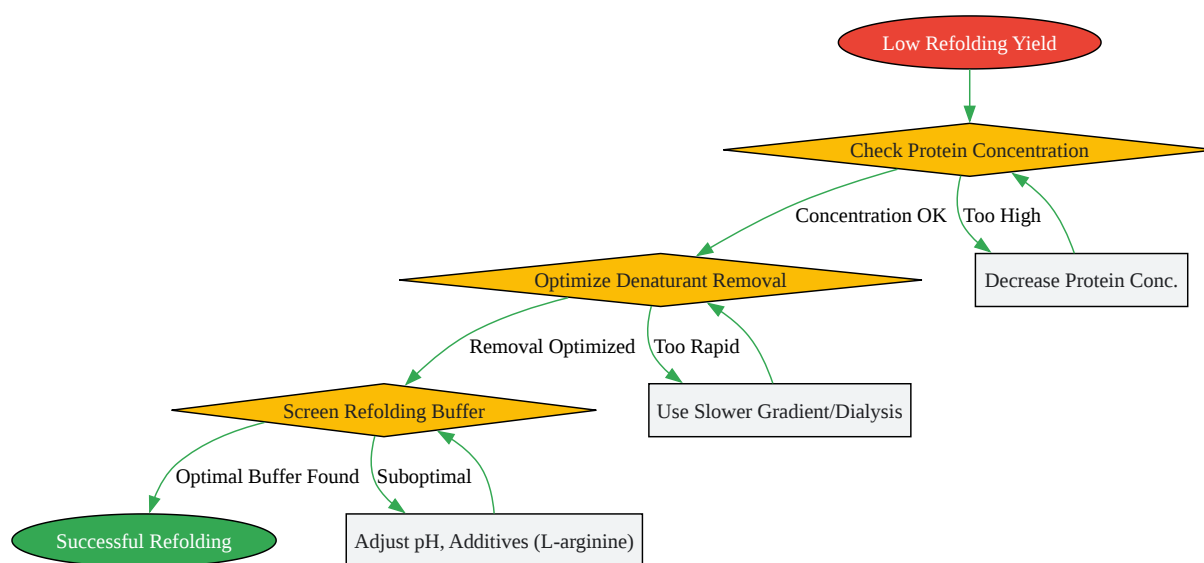 Low Refolding Yield
Check Protein Concentration
Concentration OK
Too High
Decrease Protein Conc.
Optimize Denaturant Removal
Removal Optimized
Too Rapid
Use Slower Gradient/Dialysis
Screen Refolding Buffer
Optimal Buffer Found
Suboptimal
Successful Refolding
Adjust pH, Additives (L-arginine)